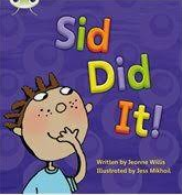 Sid
Did
It!
Written by Jeanne Willis
Illustrated by Jess Mikhail